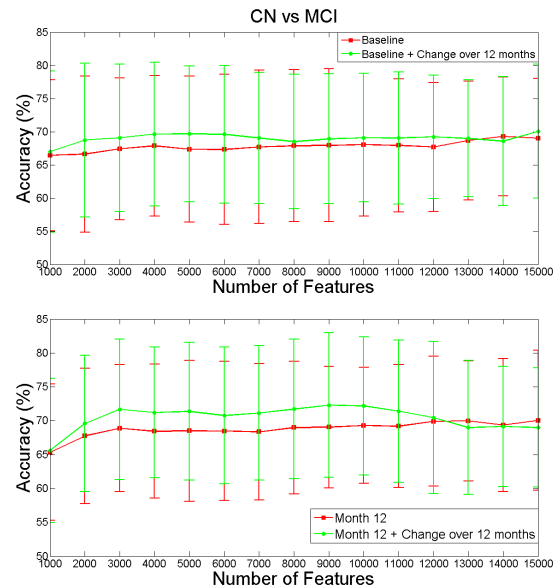 CN vs MCI
85
80
75
70
65
60
55
50
Accuracy (%)
Baseline
Baseline + Change over 12 months
1000 2000 3000 4000 5000 6000 7000 8000 9000 10000 11000 12000 13000 14000 15000
Number of Features
85
80
75
70
65
60
55
50
Accuracy (%)
Month 12
Month 12 + Change over 12 months
1000 2000 3000 4000 5000 6000 7000 8000 9000 10000 11000 12000 13000 14000 15000
Number of Features